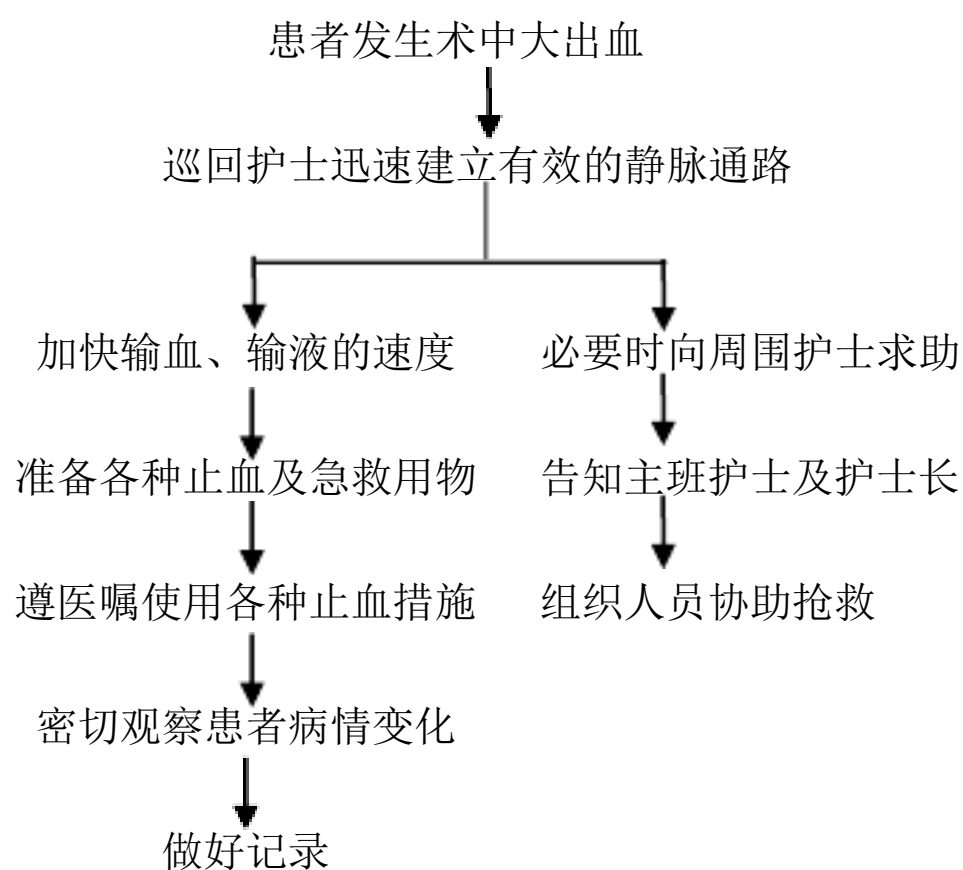 患者发生术中大出血
巡回护士迅速建立有效的静脉通路
加快输血、输液的速度
必要时向周围护士求助
准备各种止血及急救用物
告知主班护士及护士长
遵医嘱使用各种止血措施
组织人员协助抢救
密切观察患者病情变化
做好记录